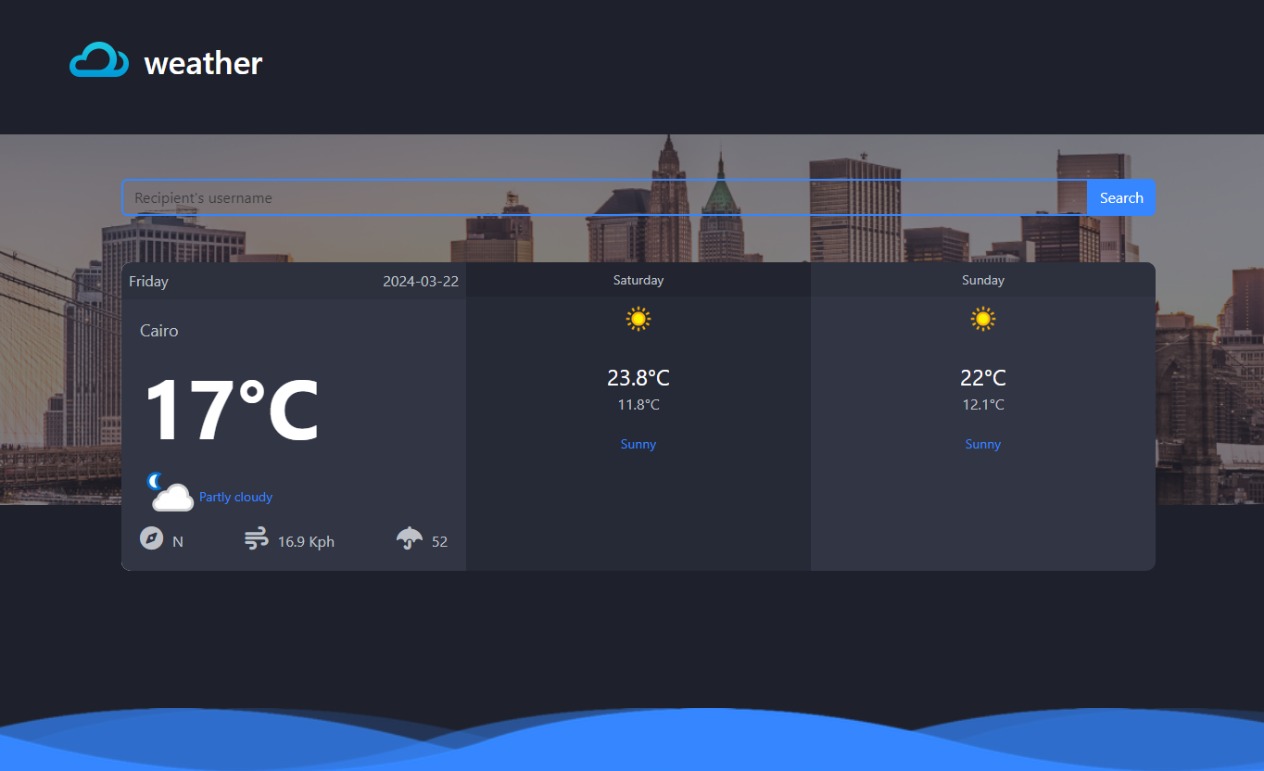 weather
Recipient's username
Search
Friday
2024-03-22
Cairo
17°C
Partly cloudy
N
16.9 Kph
52
Saturday
23.8°C
11.8°C
Sunny
Sunday
22°C
12.1°C
Sunny